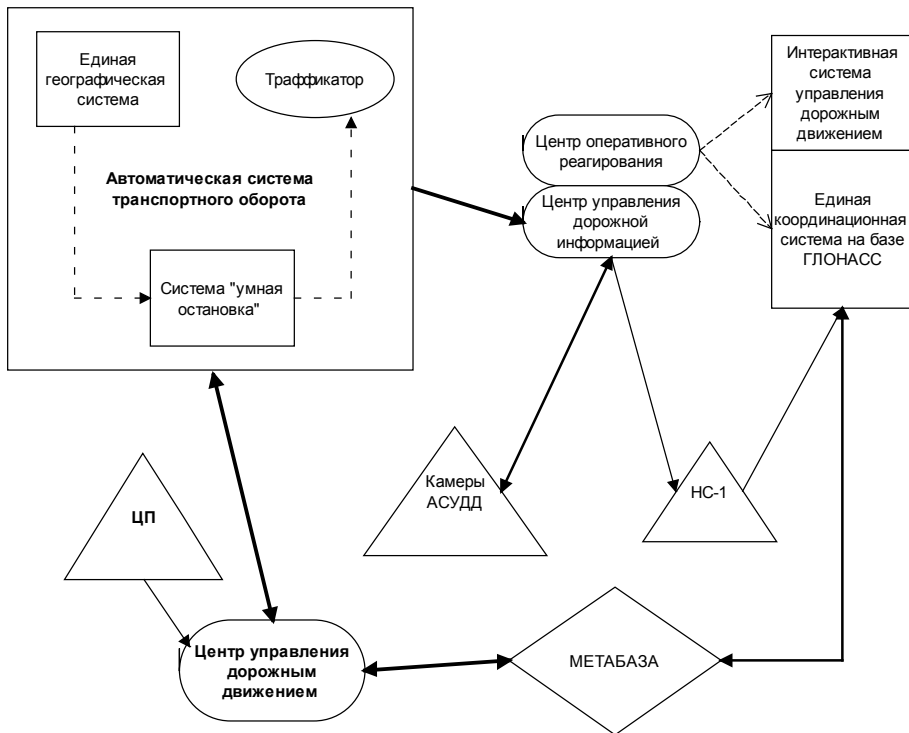 Единая
географическая
система
Траффикатор
Автоматическая система
транспортного оборота
Система "умная
остановка"
Центр оперативного
реагирования
Центр управления
дорожной
информацией
Интерактивная
система
управления
дорожным
движением
Единая
координационная
система на базе
ГЛОНАСС
Камеры
АСУДД
НС-1
ЦП
Центр управления
дорожным
движением
МЕТАБАЗА